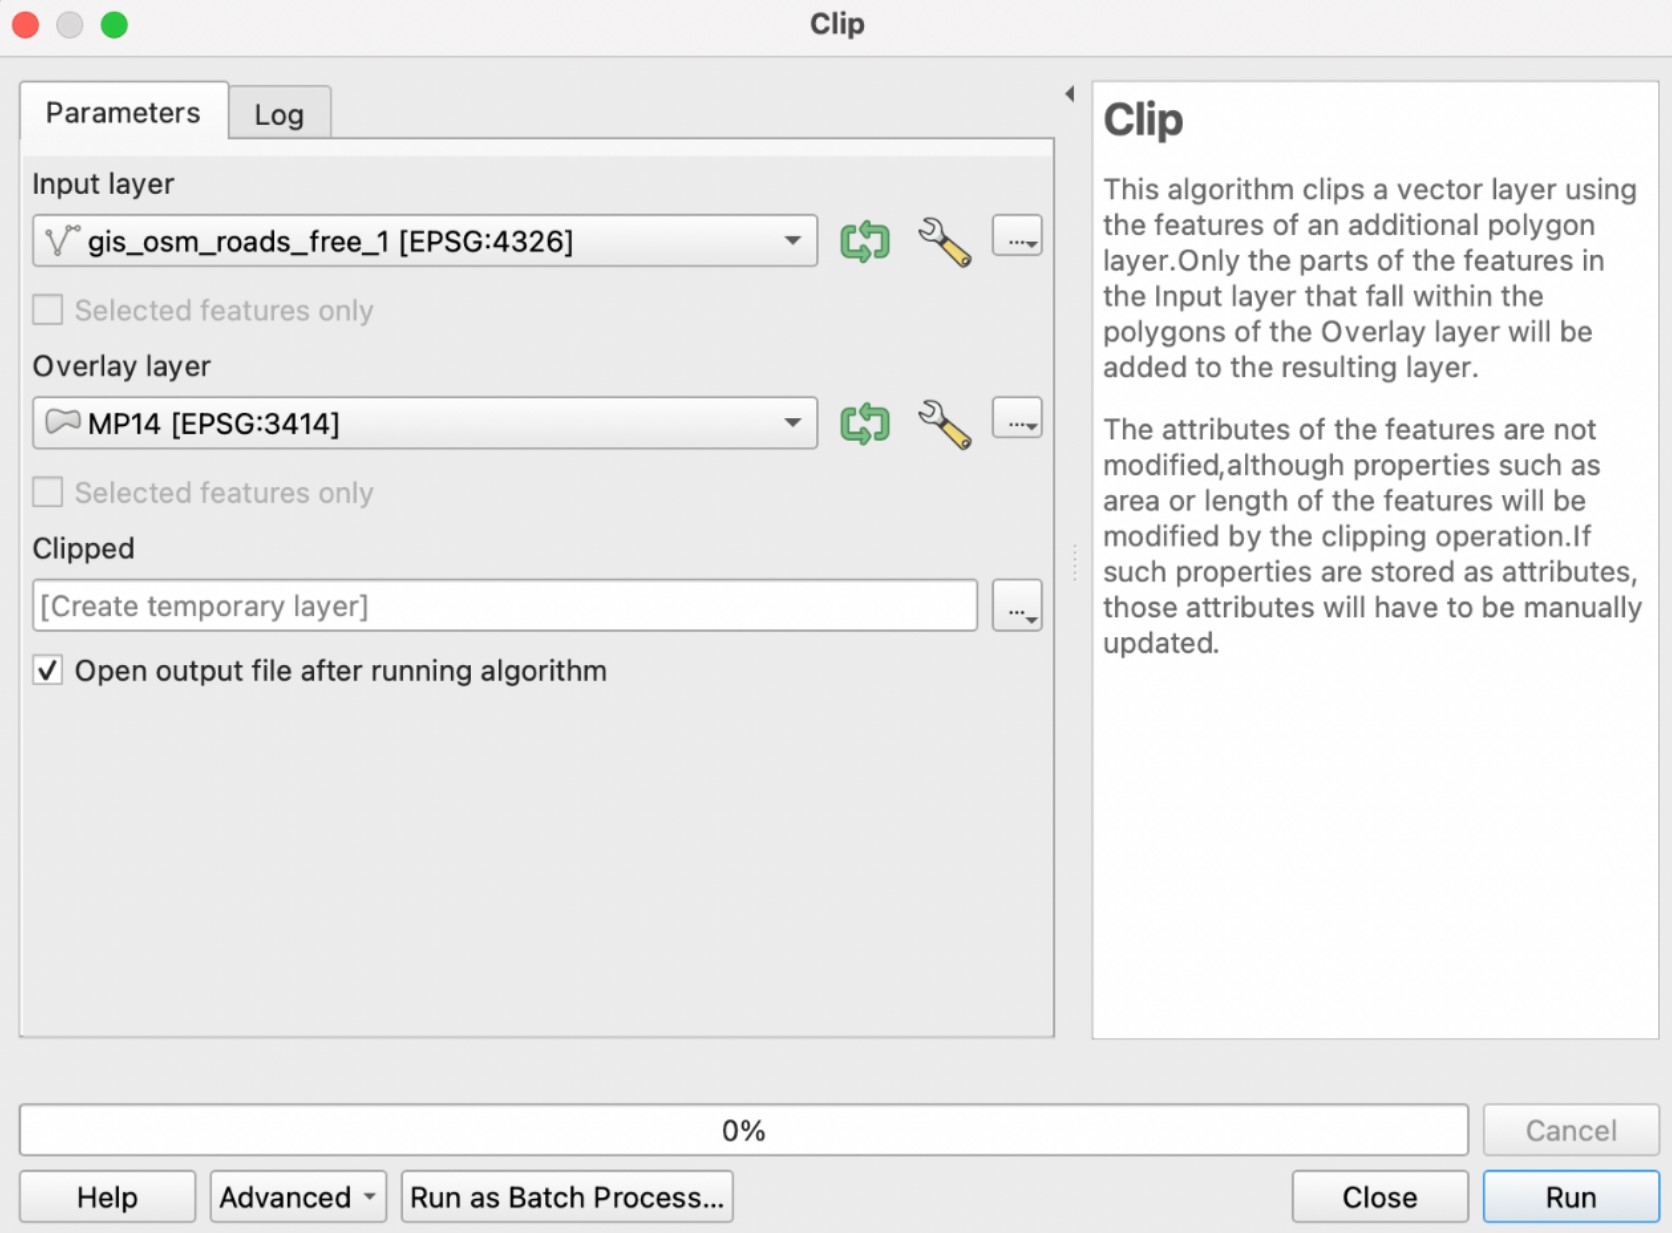 Clip
Parameters
Log
Input layer
gis_osm_roads_free_1 [EPSG:4326]
...
Selected features only
Overlay layer
MP14 [EPSG:3414]
...
Selected features only
Clipped
[Create temporary layer]
...
Open output file after running algorithm
Clip
This algorithm clips a vector layer using
the features of an additional polygon
layer.Only the parts of the features in
the Input layer that fall within the
polygons of the Overlay layer will be
added to the resulting layer.
The attributes of the features are not
modified,although properties such as
area or length of the features will be
modified by the clipping operation.If
such properties are stored as attributes,
those attributes will have to be manually
updated.
0%
Cancel
Help
Advanced
Run as Batch Process...
Close
Run